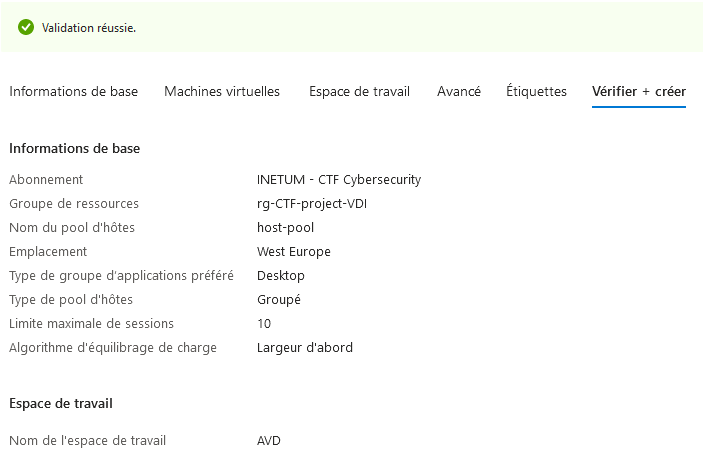 Validation réussie.
Informations de base Machines virtuelles Espace de travail Avancé Étiquettes Vérifier + créer
Informations de base
Abonnement INETUM - CTF Cybersecurity
Groupe de ressources rg-CTF-project-VDI
Nom du pool d'hôtes host-pool
Emplacement West Europe
Type de groupe d'applications préféré Desktop
Type de pool d'hôtes Groupé
Limite maximale de sessions 10
Algorithme d'équilibrage de charge Largeur d'abord
Espace de travail
Nom de l'espace de travail AVD